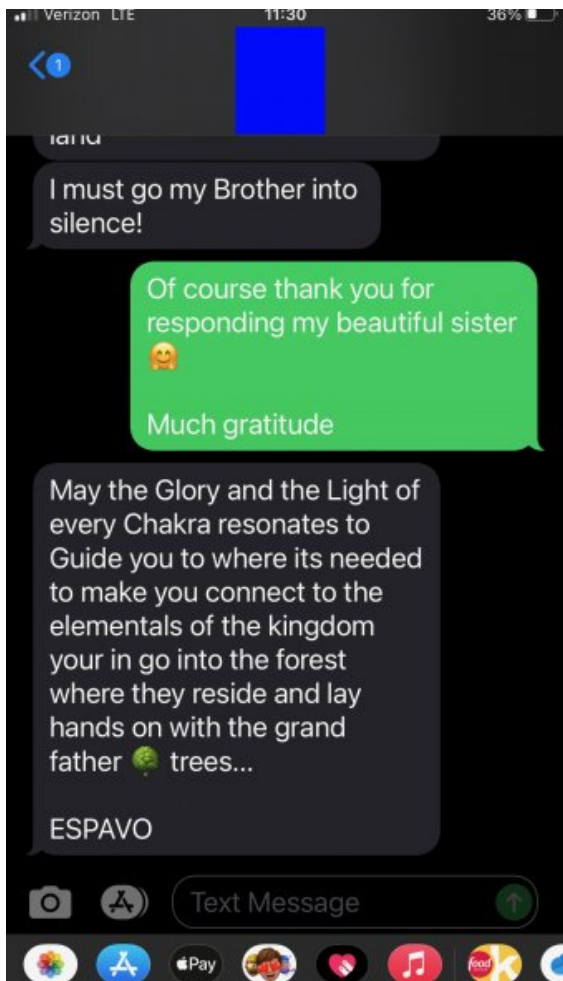 Verizon LTE 11:30 36%
1
land
I must go my Brother into
silence!
Of course thank you for
responding my beautiful sister
🤗
Much gratitude
May the Glory and the Light of
every Chakra resonates to
Guide you to where its needed
to make you connect to the
elementals of the kingdom
your in go into the forest
where they reside and lay
hands on with the grand
father 🌳 trees...
ESPAVO
Text Message
Pay
food